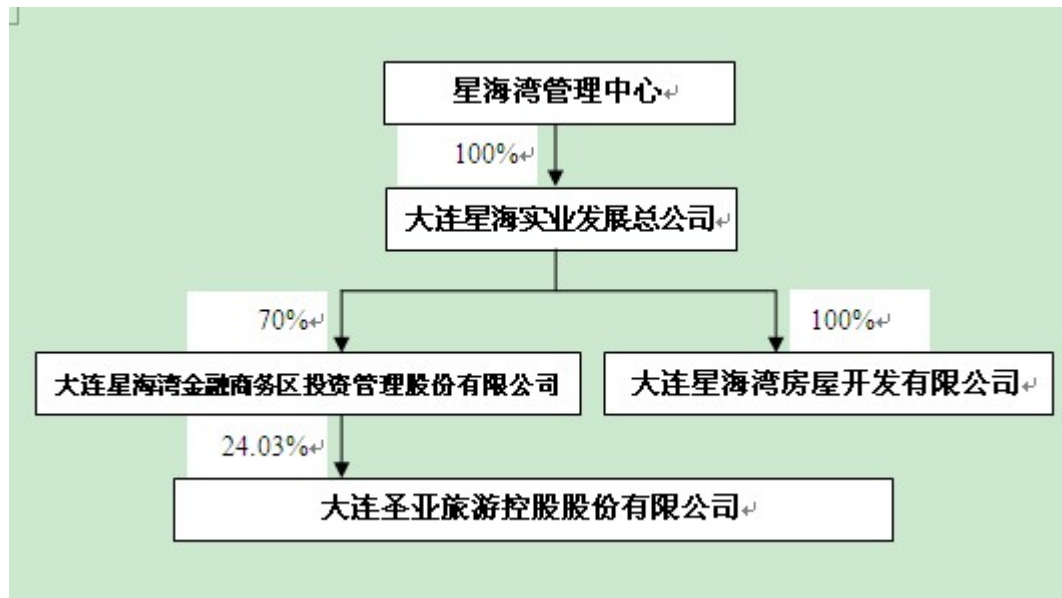 星海湾管理中心
100%
大连星海实业发展总公司
70%
100%
大连星海湾金融商务区投资管理股份有限公司
大连星海湾房屋开发有限公司
24.03%
大连圣亚旅游控股股份有限公司